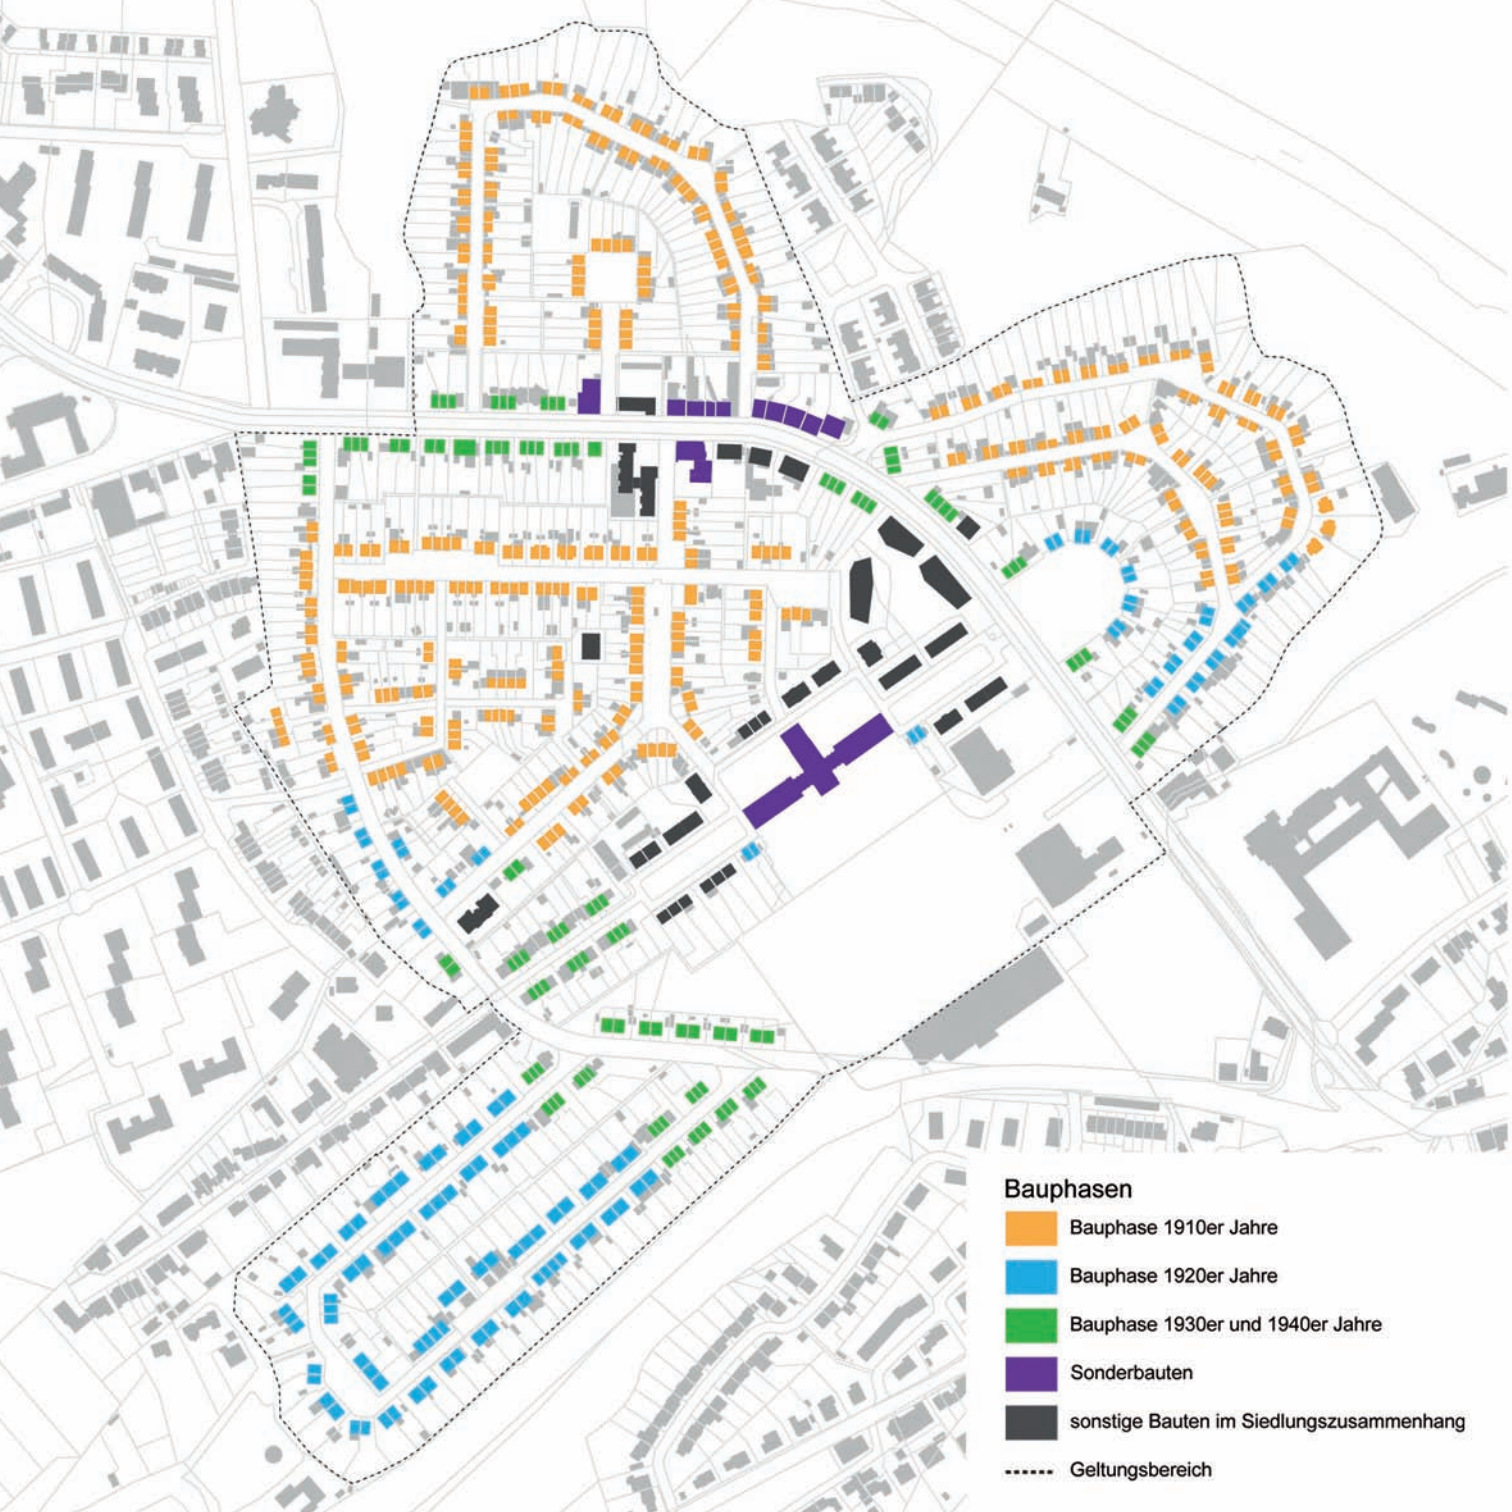 Bauphasen
Bauphase 1910er Jahre
Bauphase 1920er Jahre
Bauphase 1930er und 1940er Jahre
Sonderbauten
sonstige Bauten im Siedlungszusammenhang
Geltungsbereich